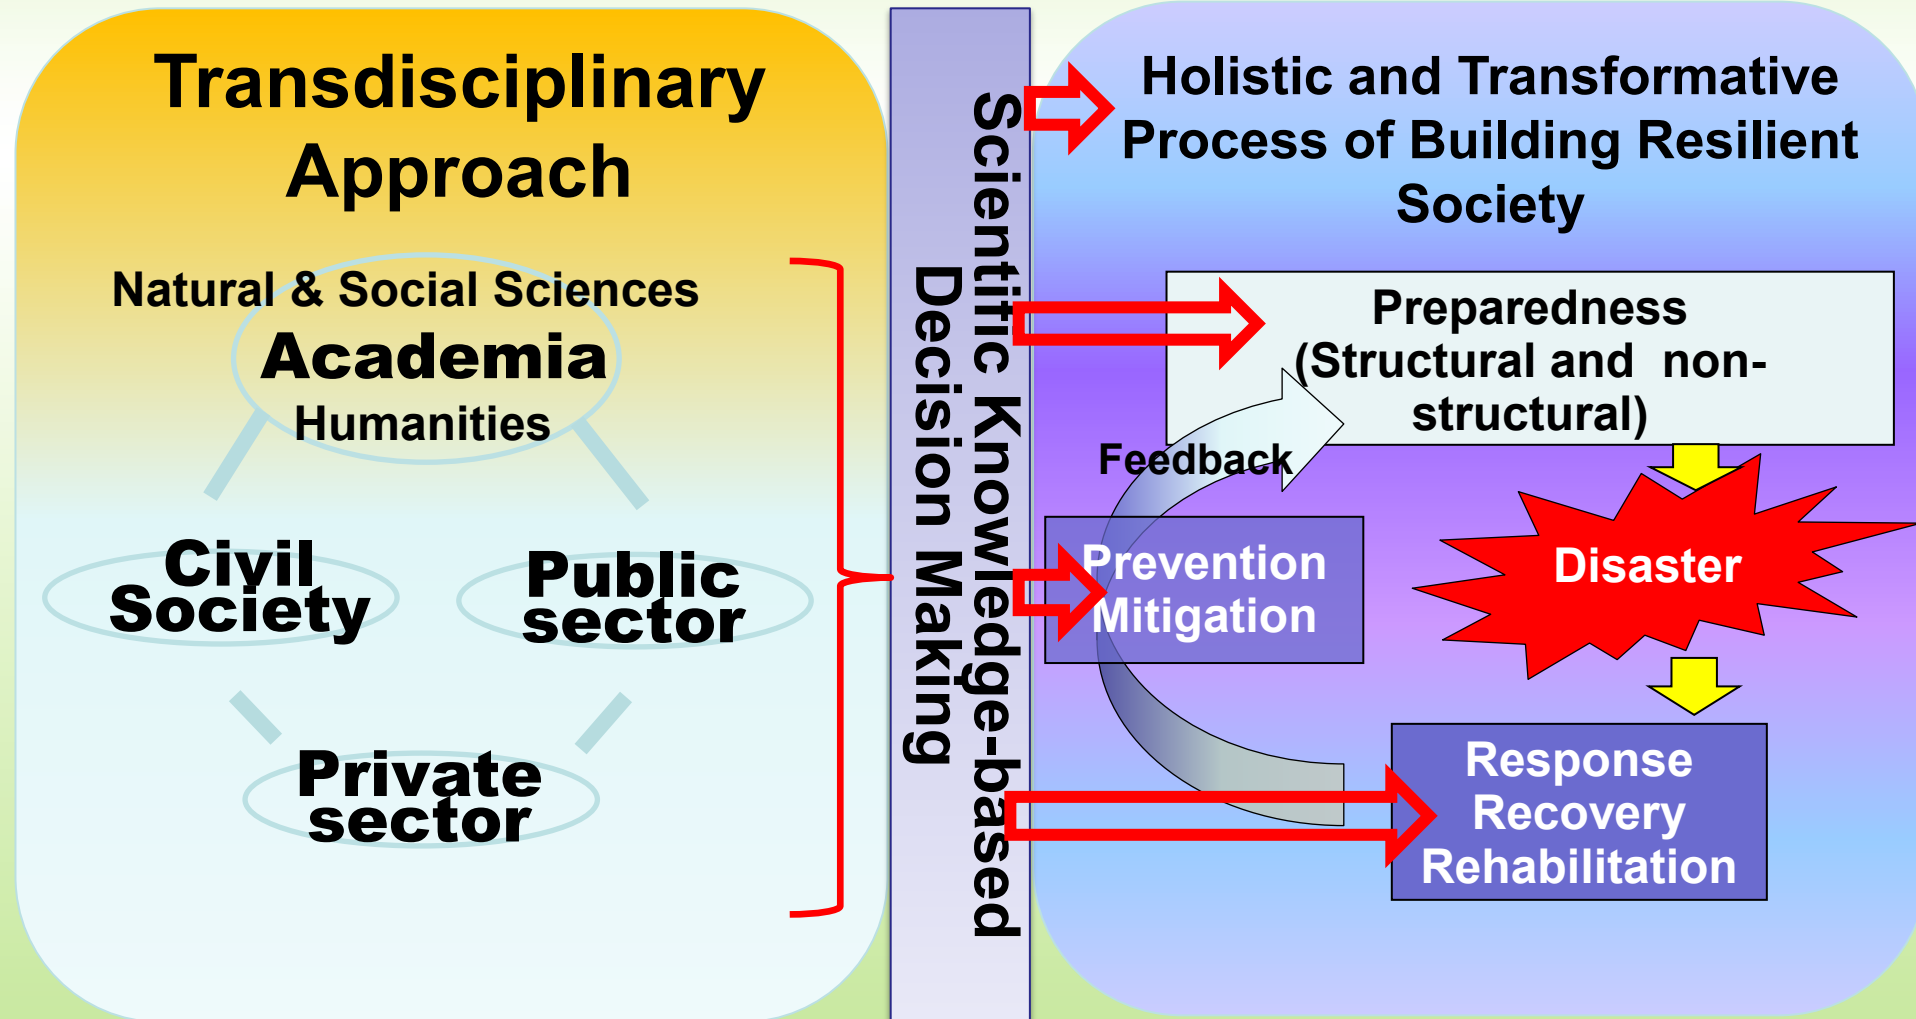 Transdisciplinary
Approach
Natural & Social Sciences
Academia
Humanities
Civil
Society
Public
sector
Private
sector
Scientific Knowledge-based
Decision Making
Holistic and Transformative
Process of Building Resilient
Society
Preparedness
(Structural and non-
structural)
Feedback
Prevention
Mitigation
Disaster
Response
Recovery
Rehabilitation